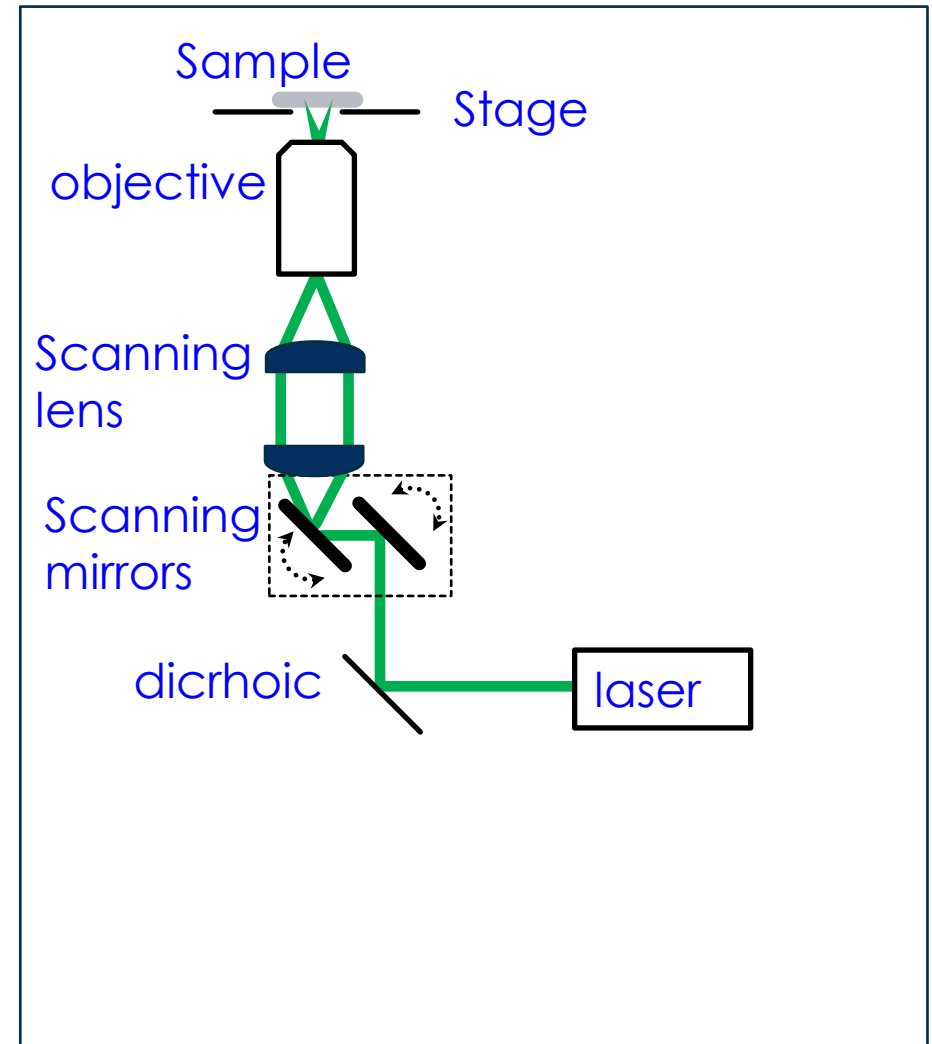 Sample
Stage
objective
Scanning
lens
Scanning
mirrors
dicrhoic
laser